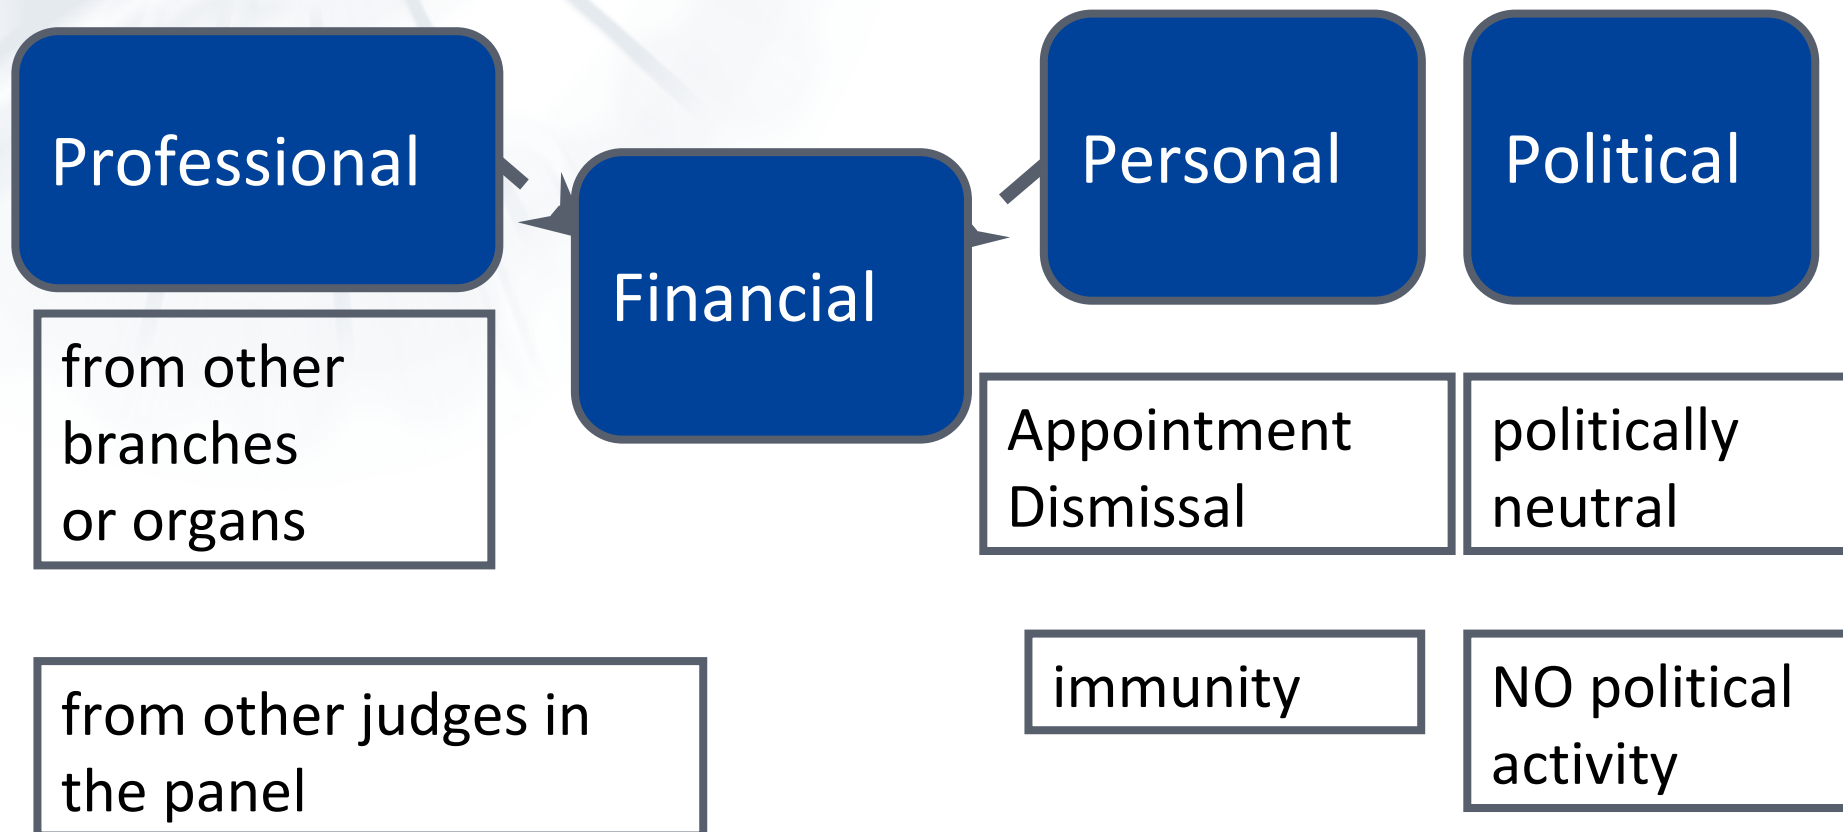 Professional
Financial
Personal
Political
from other
branches
or organs
from other judges in
the panel
Appointment
Dismissal
immunity
politically
neutral
NO political
activity